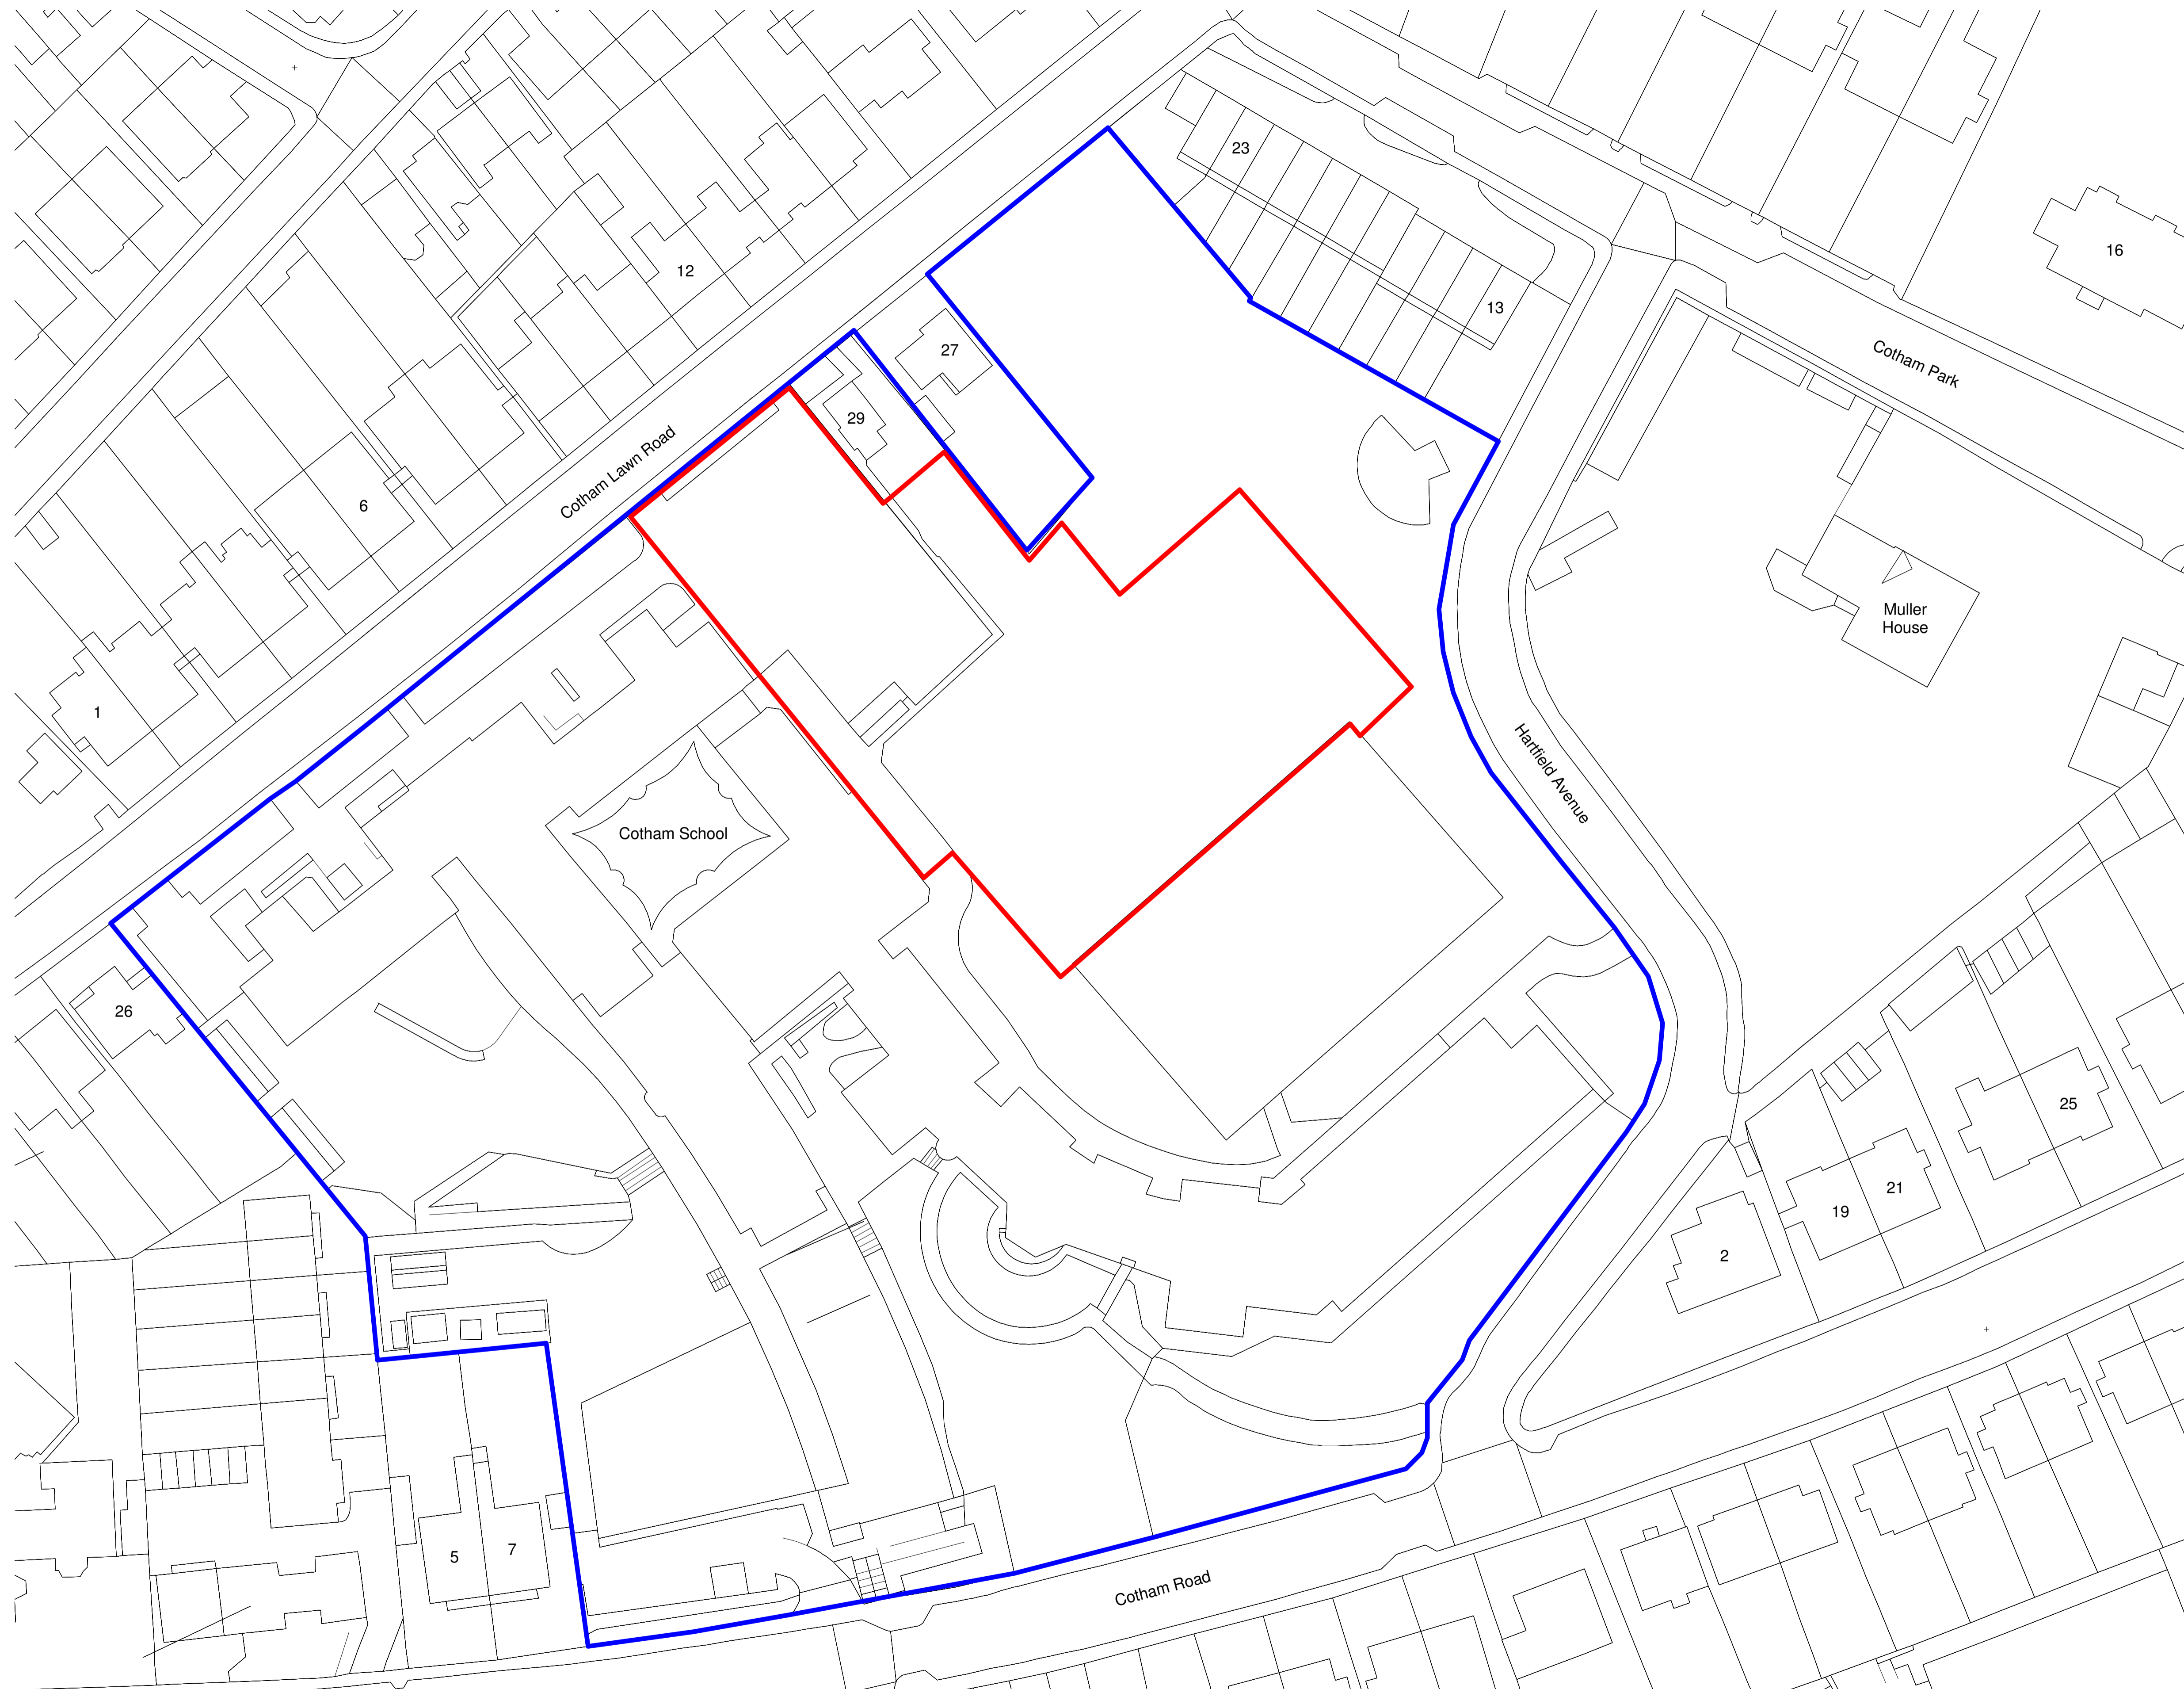 23
16
12
13
27
Cotham Park
29
Cotham Lawn Road
6
Muller
House
1
Hartfield Avenue
Cotham School
26
25
21
19
2
7
5
Cotham Road